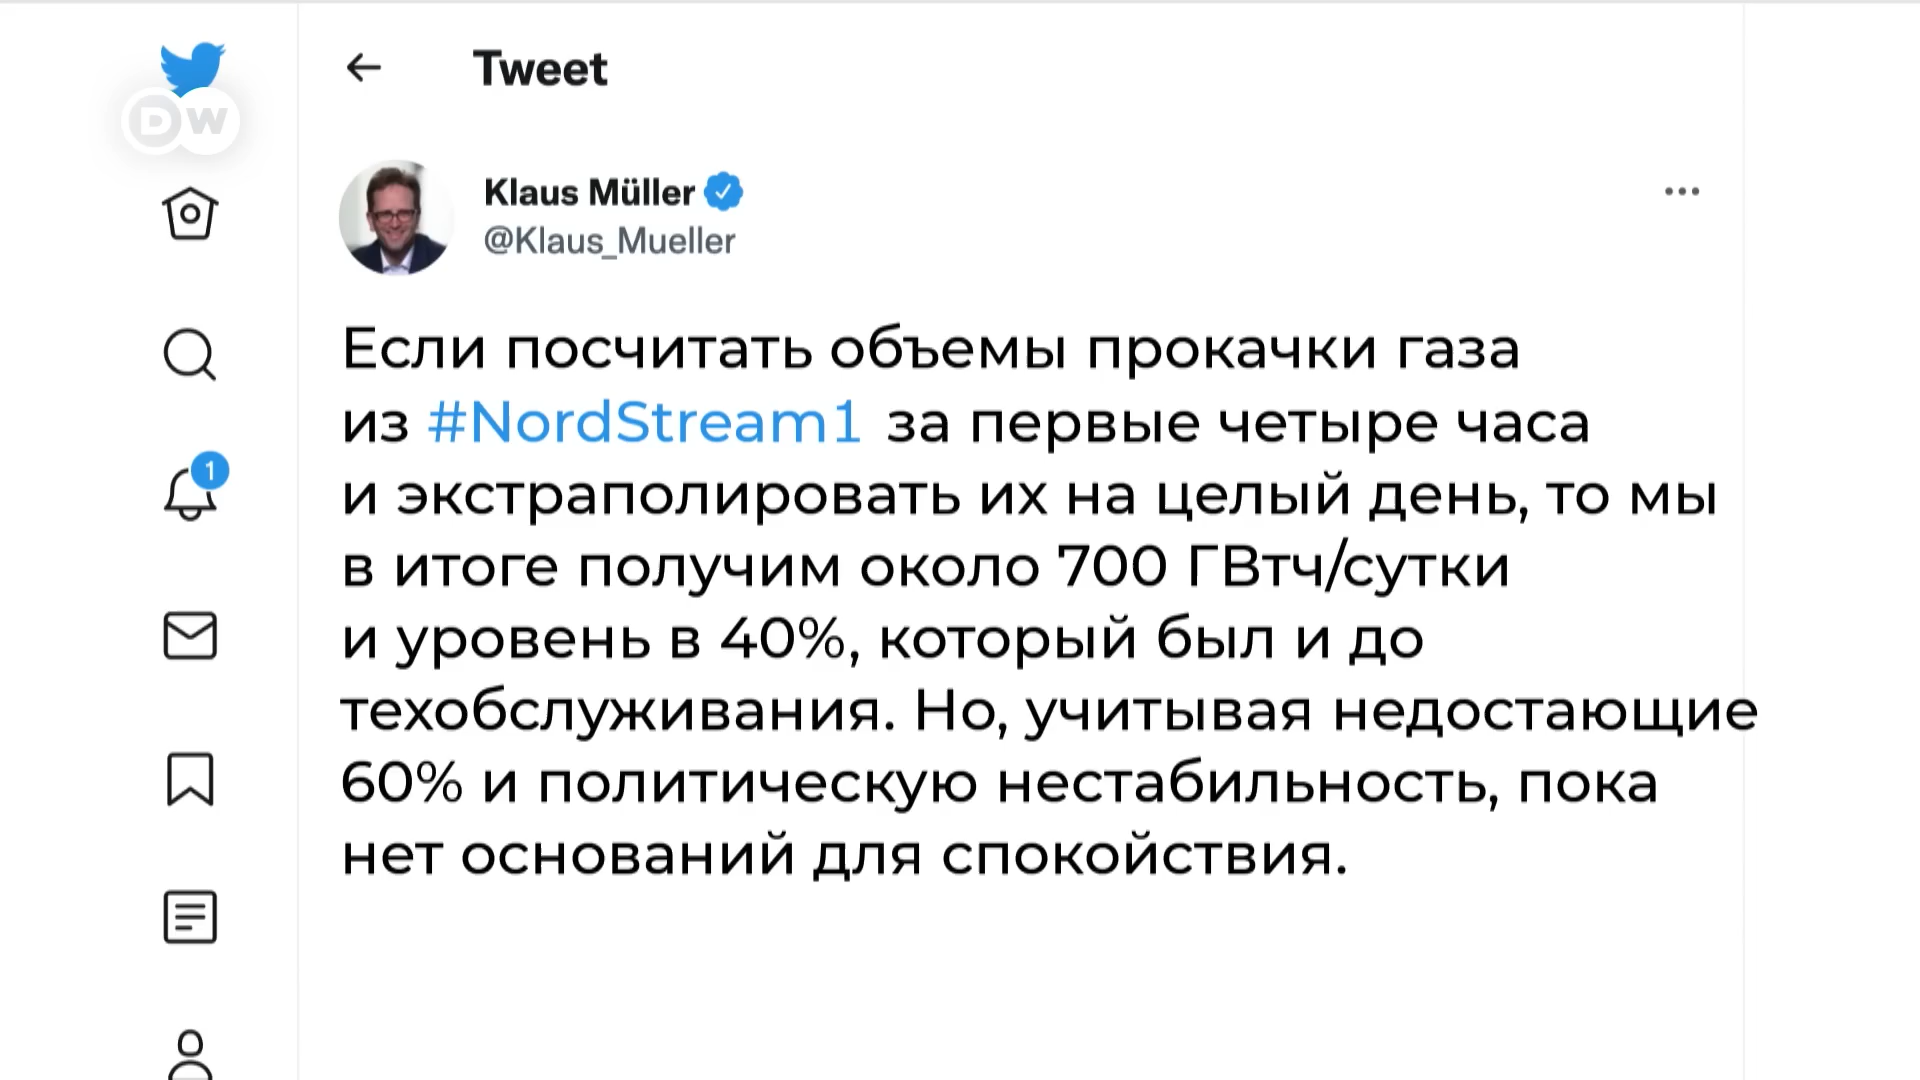 Tweet
DW
Klaus Müller
@Klaus_Mueller
1
Если посчитать объемы прокачки газа
из #NordStream1 за первые четыре часа
и экстраполировать их на целый день, то мы
в итоге получим около 700 ГВтч/сутки
и уровень в 40%, который был и до
техобслуживания. Но, учитывая недостающие
60% и политическую нестабильность, пока
нет оснований для спокойствия.